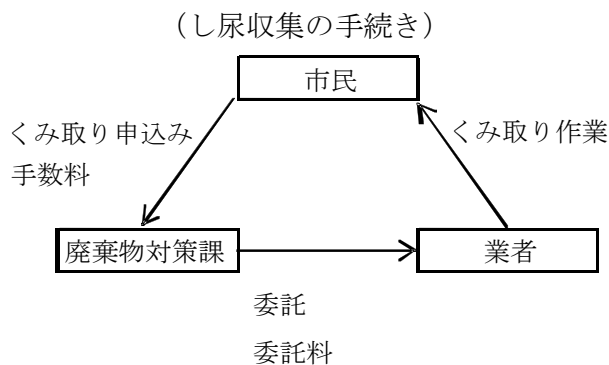 （し尿収集の手続き）
市民
くみ取り申込み
手数料
くみ取り作業
廃棄物対策課
業者
委託
委託料